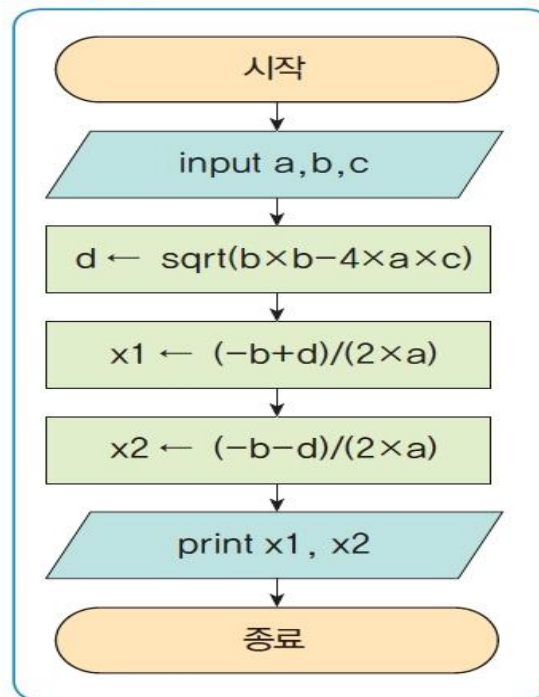 시작
input a,b,c
d ← sqrt(b×b-4×a×c)
x1 ← (-b+d)/(2×a)
x2 ← (-b-d)/(2×a)
print x1, x2
종료